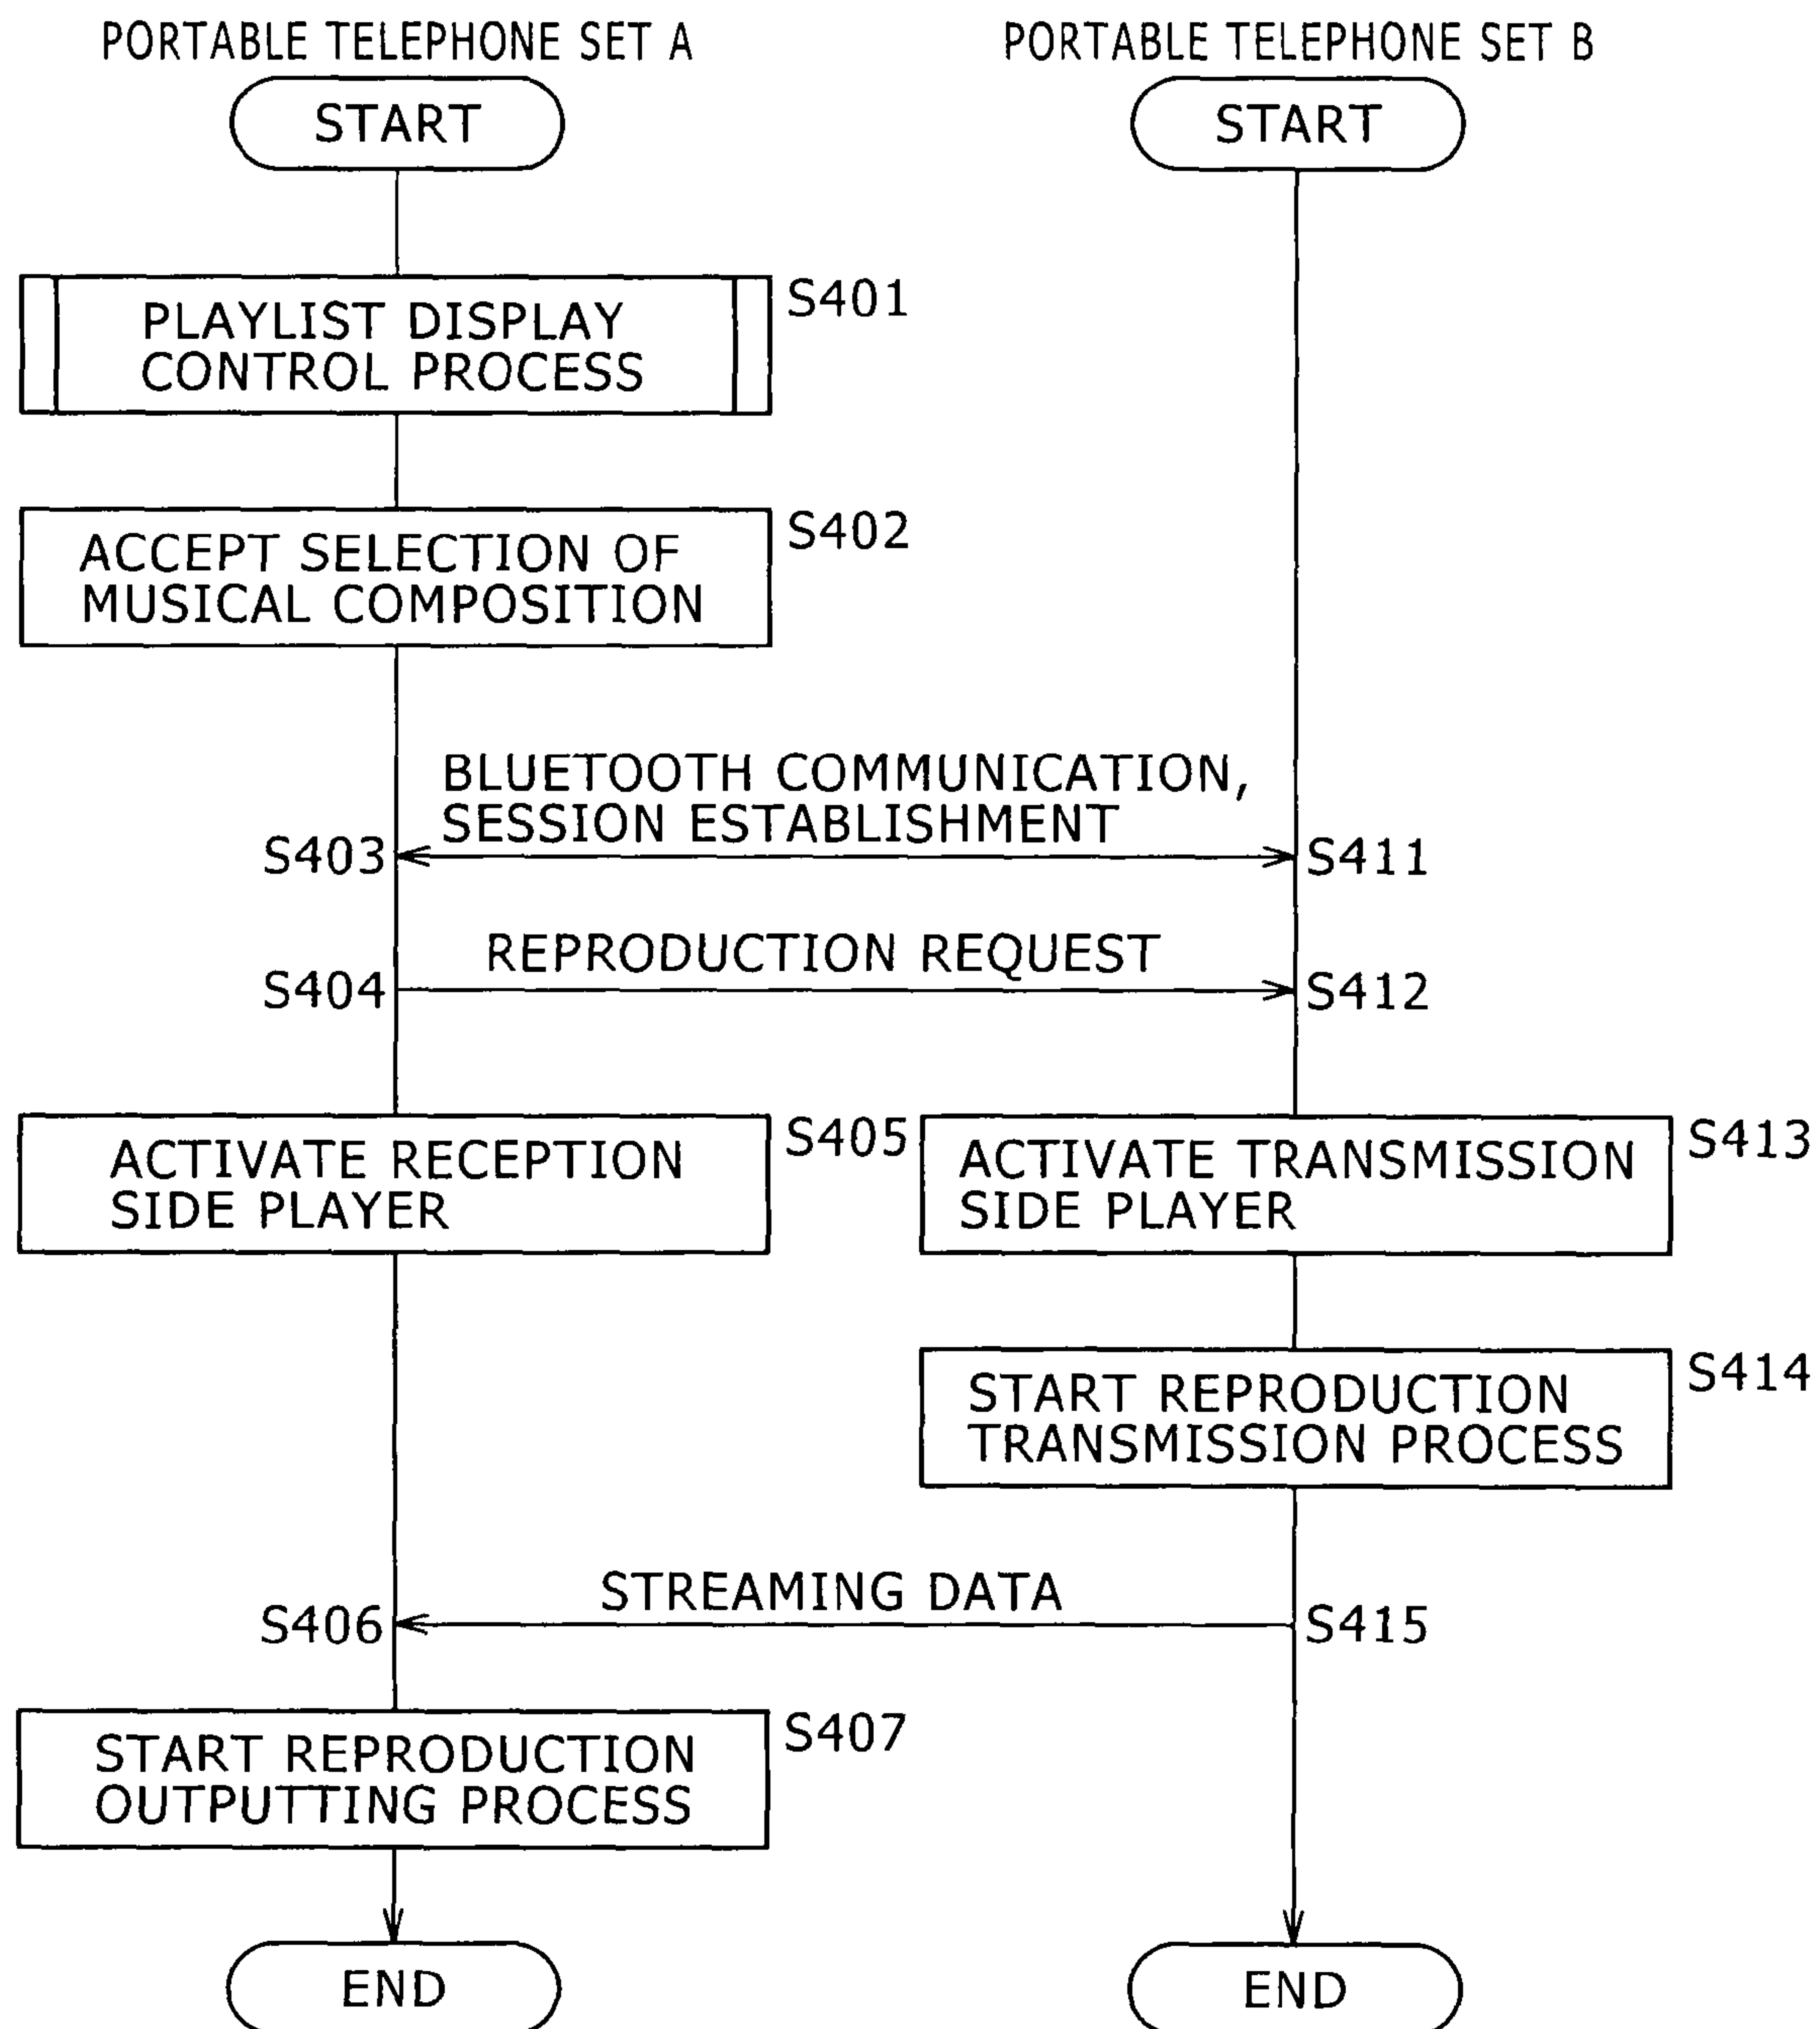 PORTABLE TELEPHONE SET A
PORTABLE TELEPHONE SET B
START
START
PLAYLIST DISPLAY
CONTROL PROCESS
S401
ACCEPT SELECTION OF
MUSICAL COMPOSITION
S402
BLUETOOTH COMMUNICATION,
SESSION ESTABLISHMENT
S403
S411
REPRODUCTION REQUEST
S404
S412
ACTIVATE RECEPTION
SIDE PLAYER
S405
ACTIVATE TRANSMISSION
SIDE PLAYER
S413
START REPRODUCTION
TRANSMISSION PROCESS
S414
STREAMING DATA
S406
S415
START REPRODUCTION
OUTPUTTING PROCESS
S407
END
END